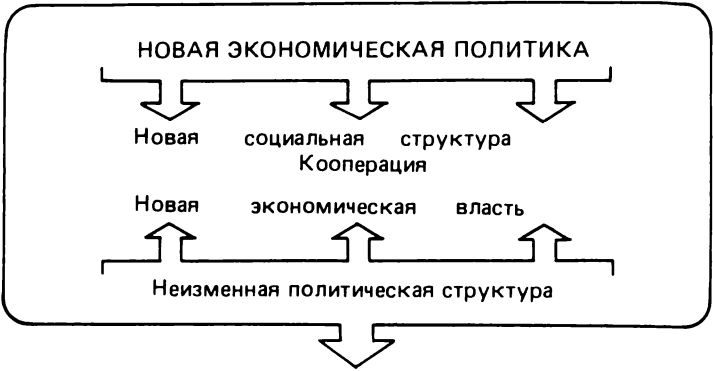 НОВАЯ ЭКОНОМИЧЕСКАЯ ПОЛИТИКА
Новая социальная структура
Кооперация
Новая экономическая власть
Неизменная политическая структура